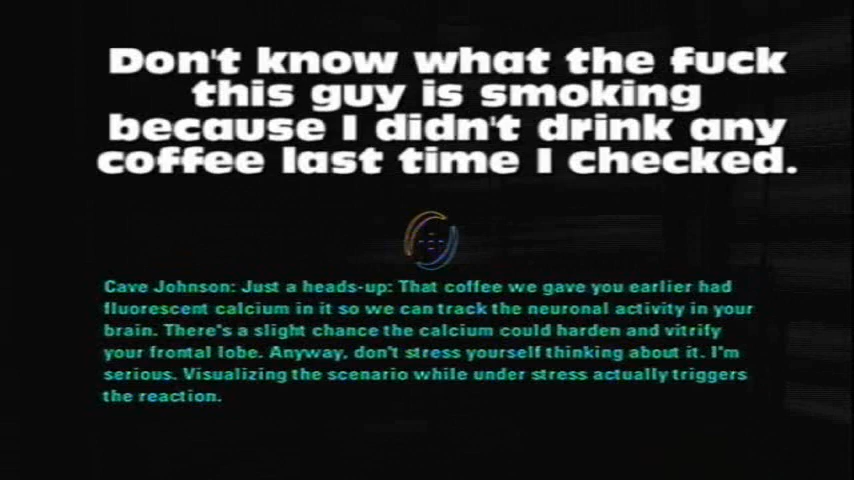 Don't know what the fuck
this guy is smoking
because I didn't drink any
coffee last time I checked.
Cave Johnson: Just a heads-up: That coffee we gave you earlier had
fluorescent calcium in it so we can track the neuronal activity in your
brain. There's a slight chance the calcium could harden and vitrify
your frontal lobe. Anyway, don't stress yourself thinking about it. I'm
serious. Visualizing the scenario while under stress actually triggers
the reaction.